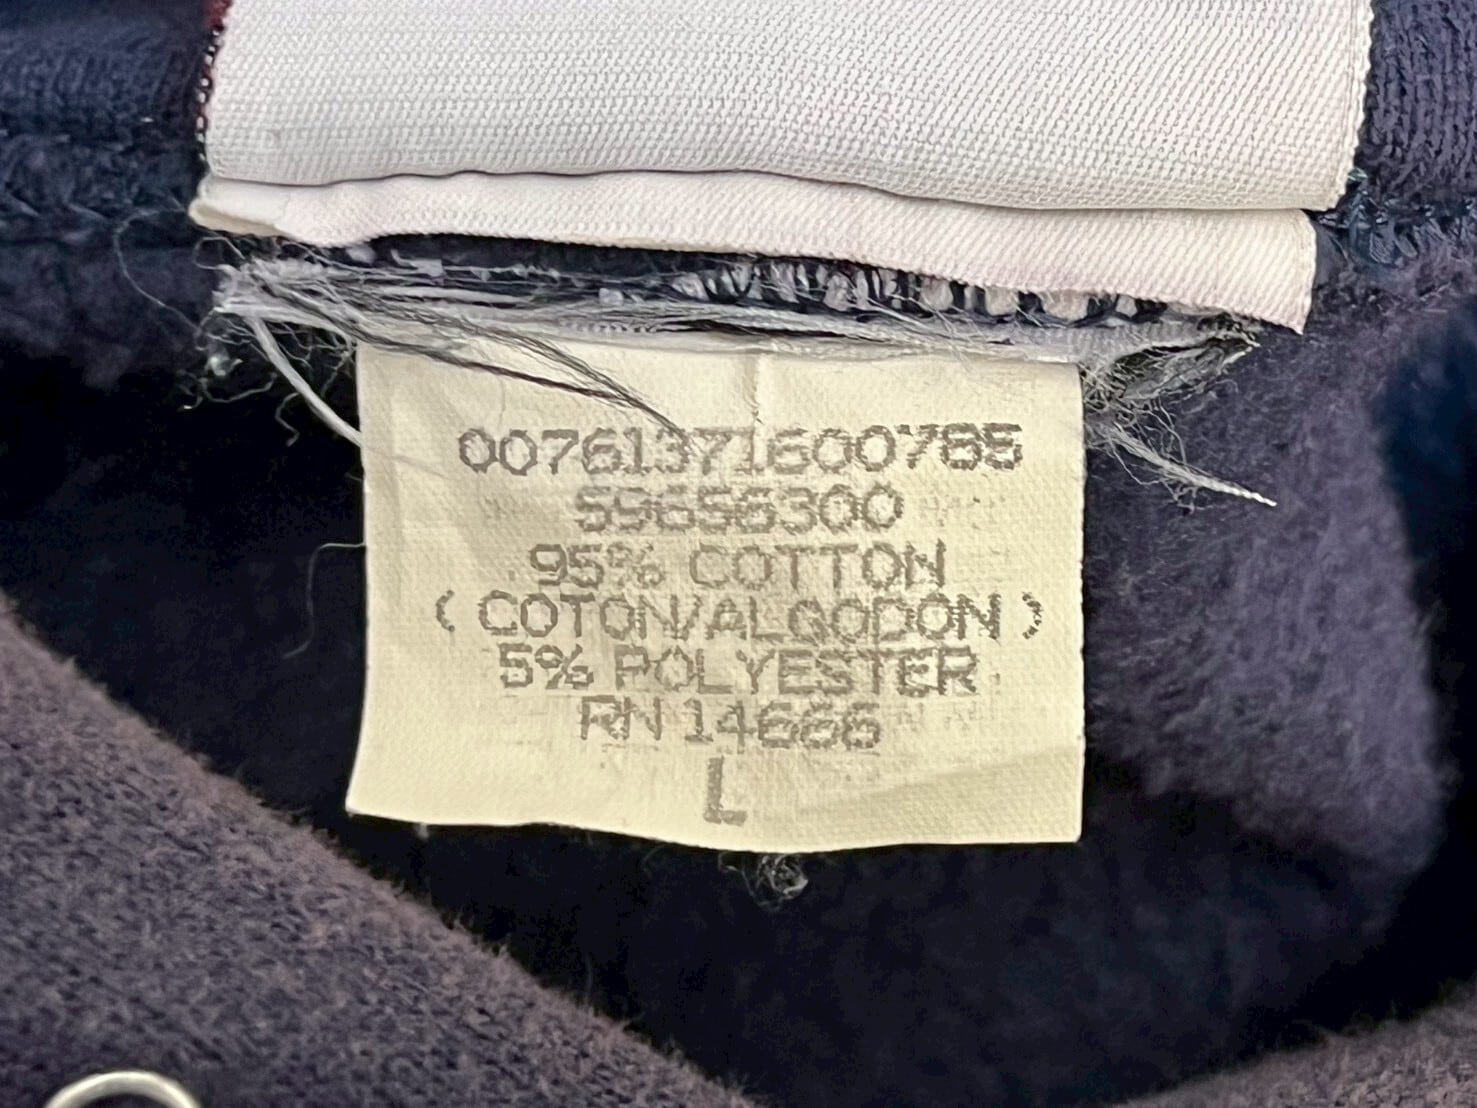 00761371600785
59656300
95% COTTON
( COTON/ALGODON )
5% POLYESTER
RN 14666
L